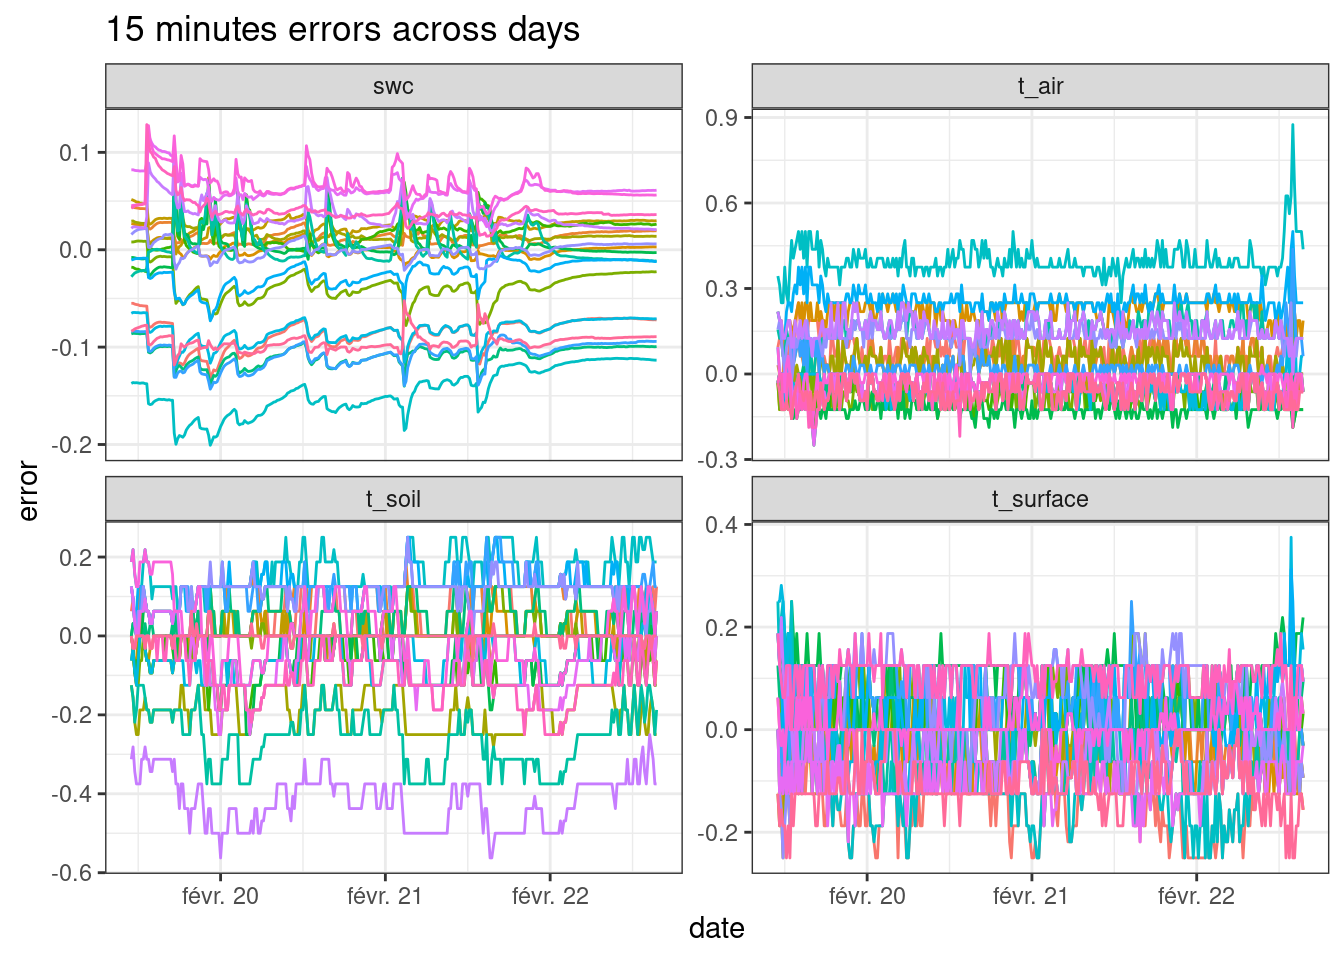 15 minutes errors across days
swc
t_air
0.1
0.0
-0.1
-0.2
0.9
0.6
0.3
0.0
-0.3
t_soil
t_surface
0.2
0.0
-0.2
-0.4
-0.6
0.4
0.2
0.0
-0.2
févr. 20
févr. 21
févr. 22
févr. 20
févr. 21
févr. 22
error
date